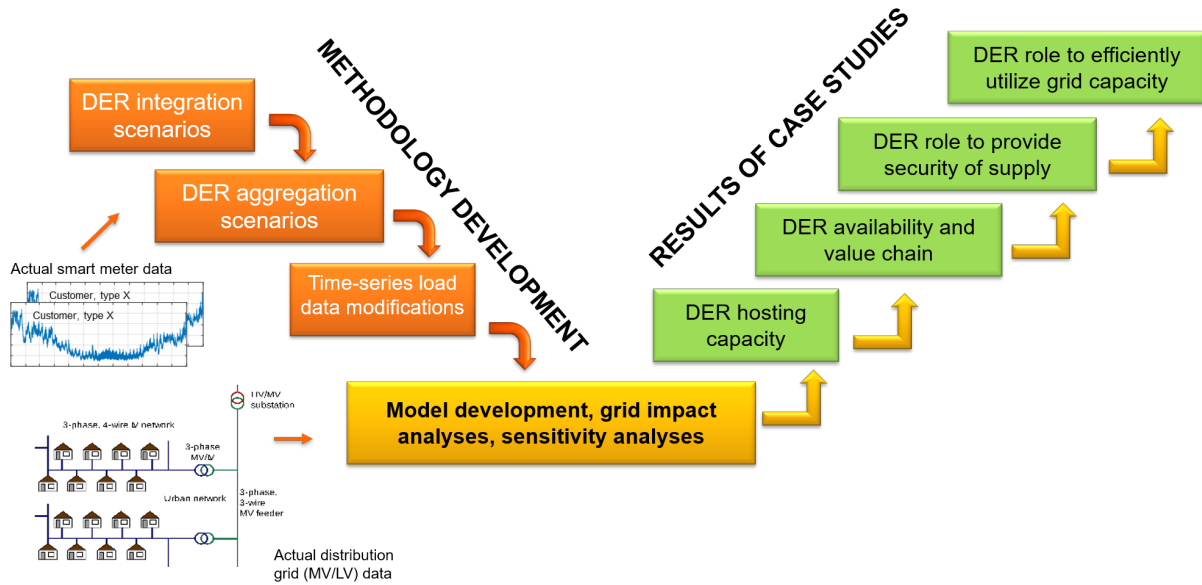 DER integration
scenarios
DER aggregation
scenarios
Time-series load
data modifications
METHODOLOGY DEVELOPMENT
Actual smart meter data
Customer, type X
Customer, type X
Model development, grid impact
analyses, sensitivity analyses
RESULTS OF CASE STUDIES
DER hosting
capacity
DER availability and
value chain
DER role to provide
security of supply
DER role to efficiently
utilize grid capacity
HV/MV
substation
3-phase, 4-wire lv network
3-phase
MV/lv
Urban network
3-phase,
3-wire
MV feeder
Actual distribution
grid (MV/LV) data